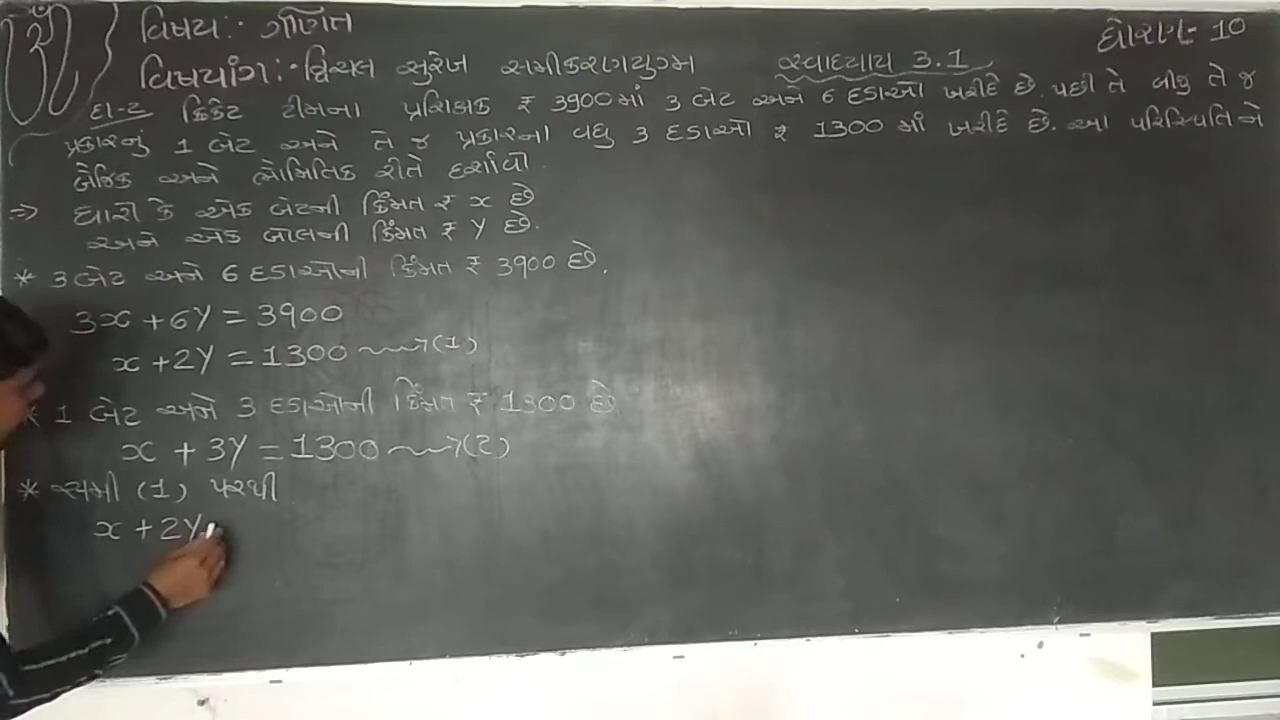 વિષય:- ગણિત
ધોરણ- 10
વિષયાંગ:- દ્વિચલ સુરેખ સમીકરણયુગ્મ સ્વાધ્યાય 3.1
દા-2 ક્રિકેટ ટીમના પ્રશિક્ષક ₹ 3900 માં 3 બેટ અને 6 દડાઓ ખરીદે છે. પછી તે બીજુ તે જ
પ્રકારનું 1 બેટ અને તે જ પ્રકારના વધુ 3 દડાઓ ₹ 1300 માં ખરીદે છે. આ પરિસ્થિતિને
બૈજિક અને ભૌમિતિક રીતે દર્શાવો.
⇒ ધારો કે એક બેટની કિંમત ₹ x છે
અને એક બોલની કિંમત ₹ y છે.
* 3 બેટ અને 6 દડાઓની કિંમત ₹ 3900 છે.
3x + 6y = 3900
x + 2y = 1300 ⟿ (1)
* 1 બેટ અને 3 દડાઓની કિંમત ₹ 1300 છે
x + 3y = 1300 ⟿ (2)
* સમી (1) પરથી
x + 2y